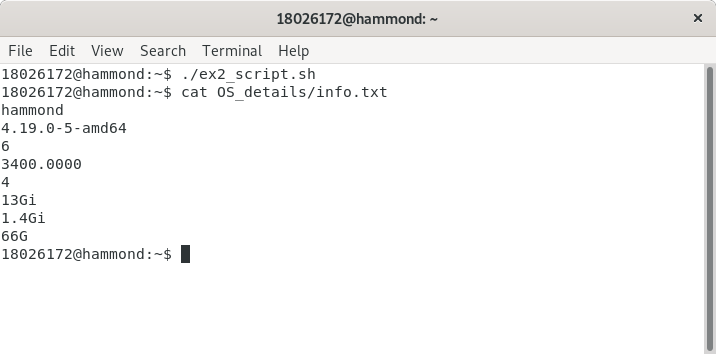 18026172@hammond: ~
File Edit View Search Terminal Help
18026172@hammond:~$ ./ex2_script.sh
18026172@hammond:~$ cat OS_details/info.txt
hammond
4.19.0-5-amd64
6
3400.0000
4
13Gi
1.4Gi
66G
18026172@hammond:~$